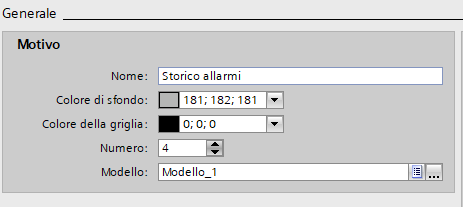 Generale
Motivo
Nome: Storico allarmi
Colore di sfondo: 181; 182; 181
Colore della griglia: 0; 0; 0
Numero: 4
Modello: Modello_1 ...